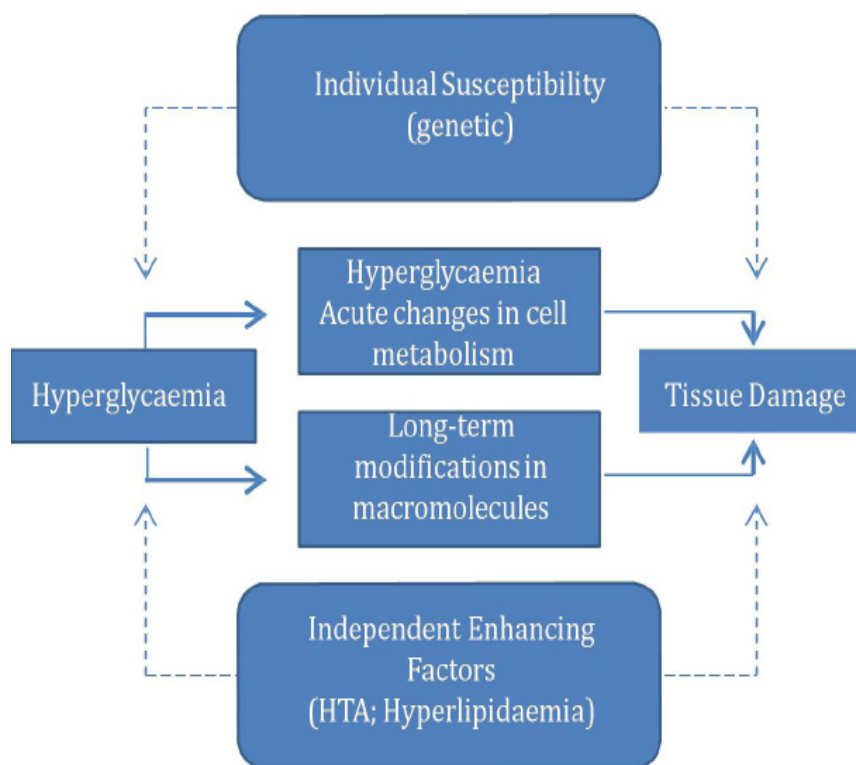 Individual Susceptibility
(genetic)
Hyperglycaemia
Acute changes in cell
metabolism
Hyperglycaemia
Tissue Damage
Long-term
modifications in
macromolecules
Independent Enhancing
Factors
(HTA; Hyperlipidaemia)